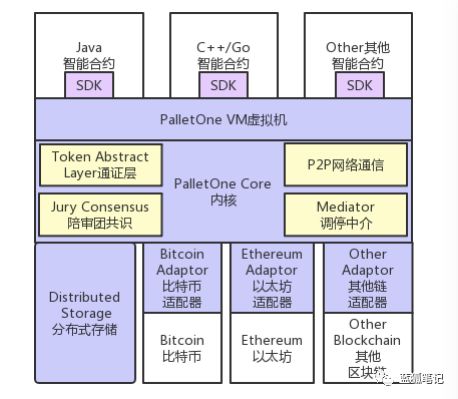 Java
智能合约
SDK
C++/Go
智能合约
SDK
Other其他
智能合约
SDK
PalletOne VM虚拟机
Token Abstract
Layer通证层
P2P网络通信
PalletOne Core
内核
Jury Consensus
陪审团共识
Mediator
调停中介
Distributed
Storage
分布式存储
Bitcoin
Adaptor
比特币
适配器
Ethereum
Adaptor
以太坊
适配器
Other
Adaptor
其他链
适配器
Bitcoin
比特币
Ethereum
以太坊
Other
Blockchain
其他
区块链
蓝狐笔记